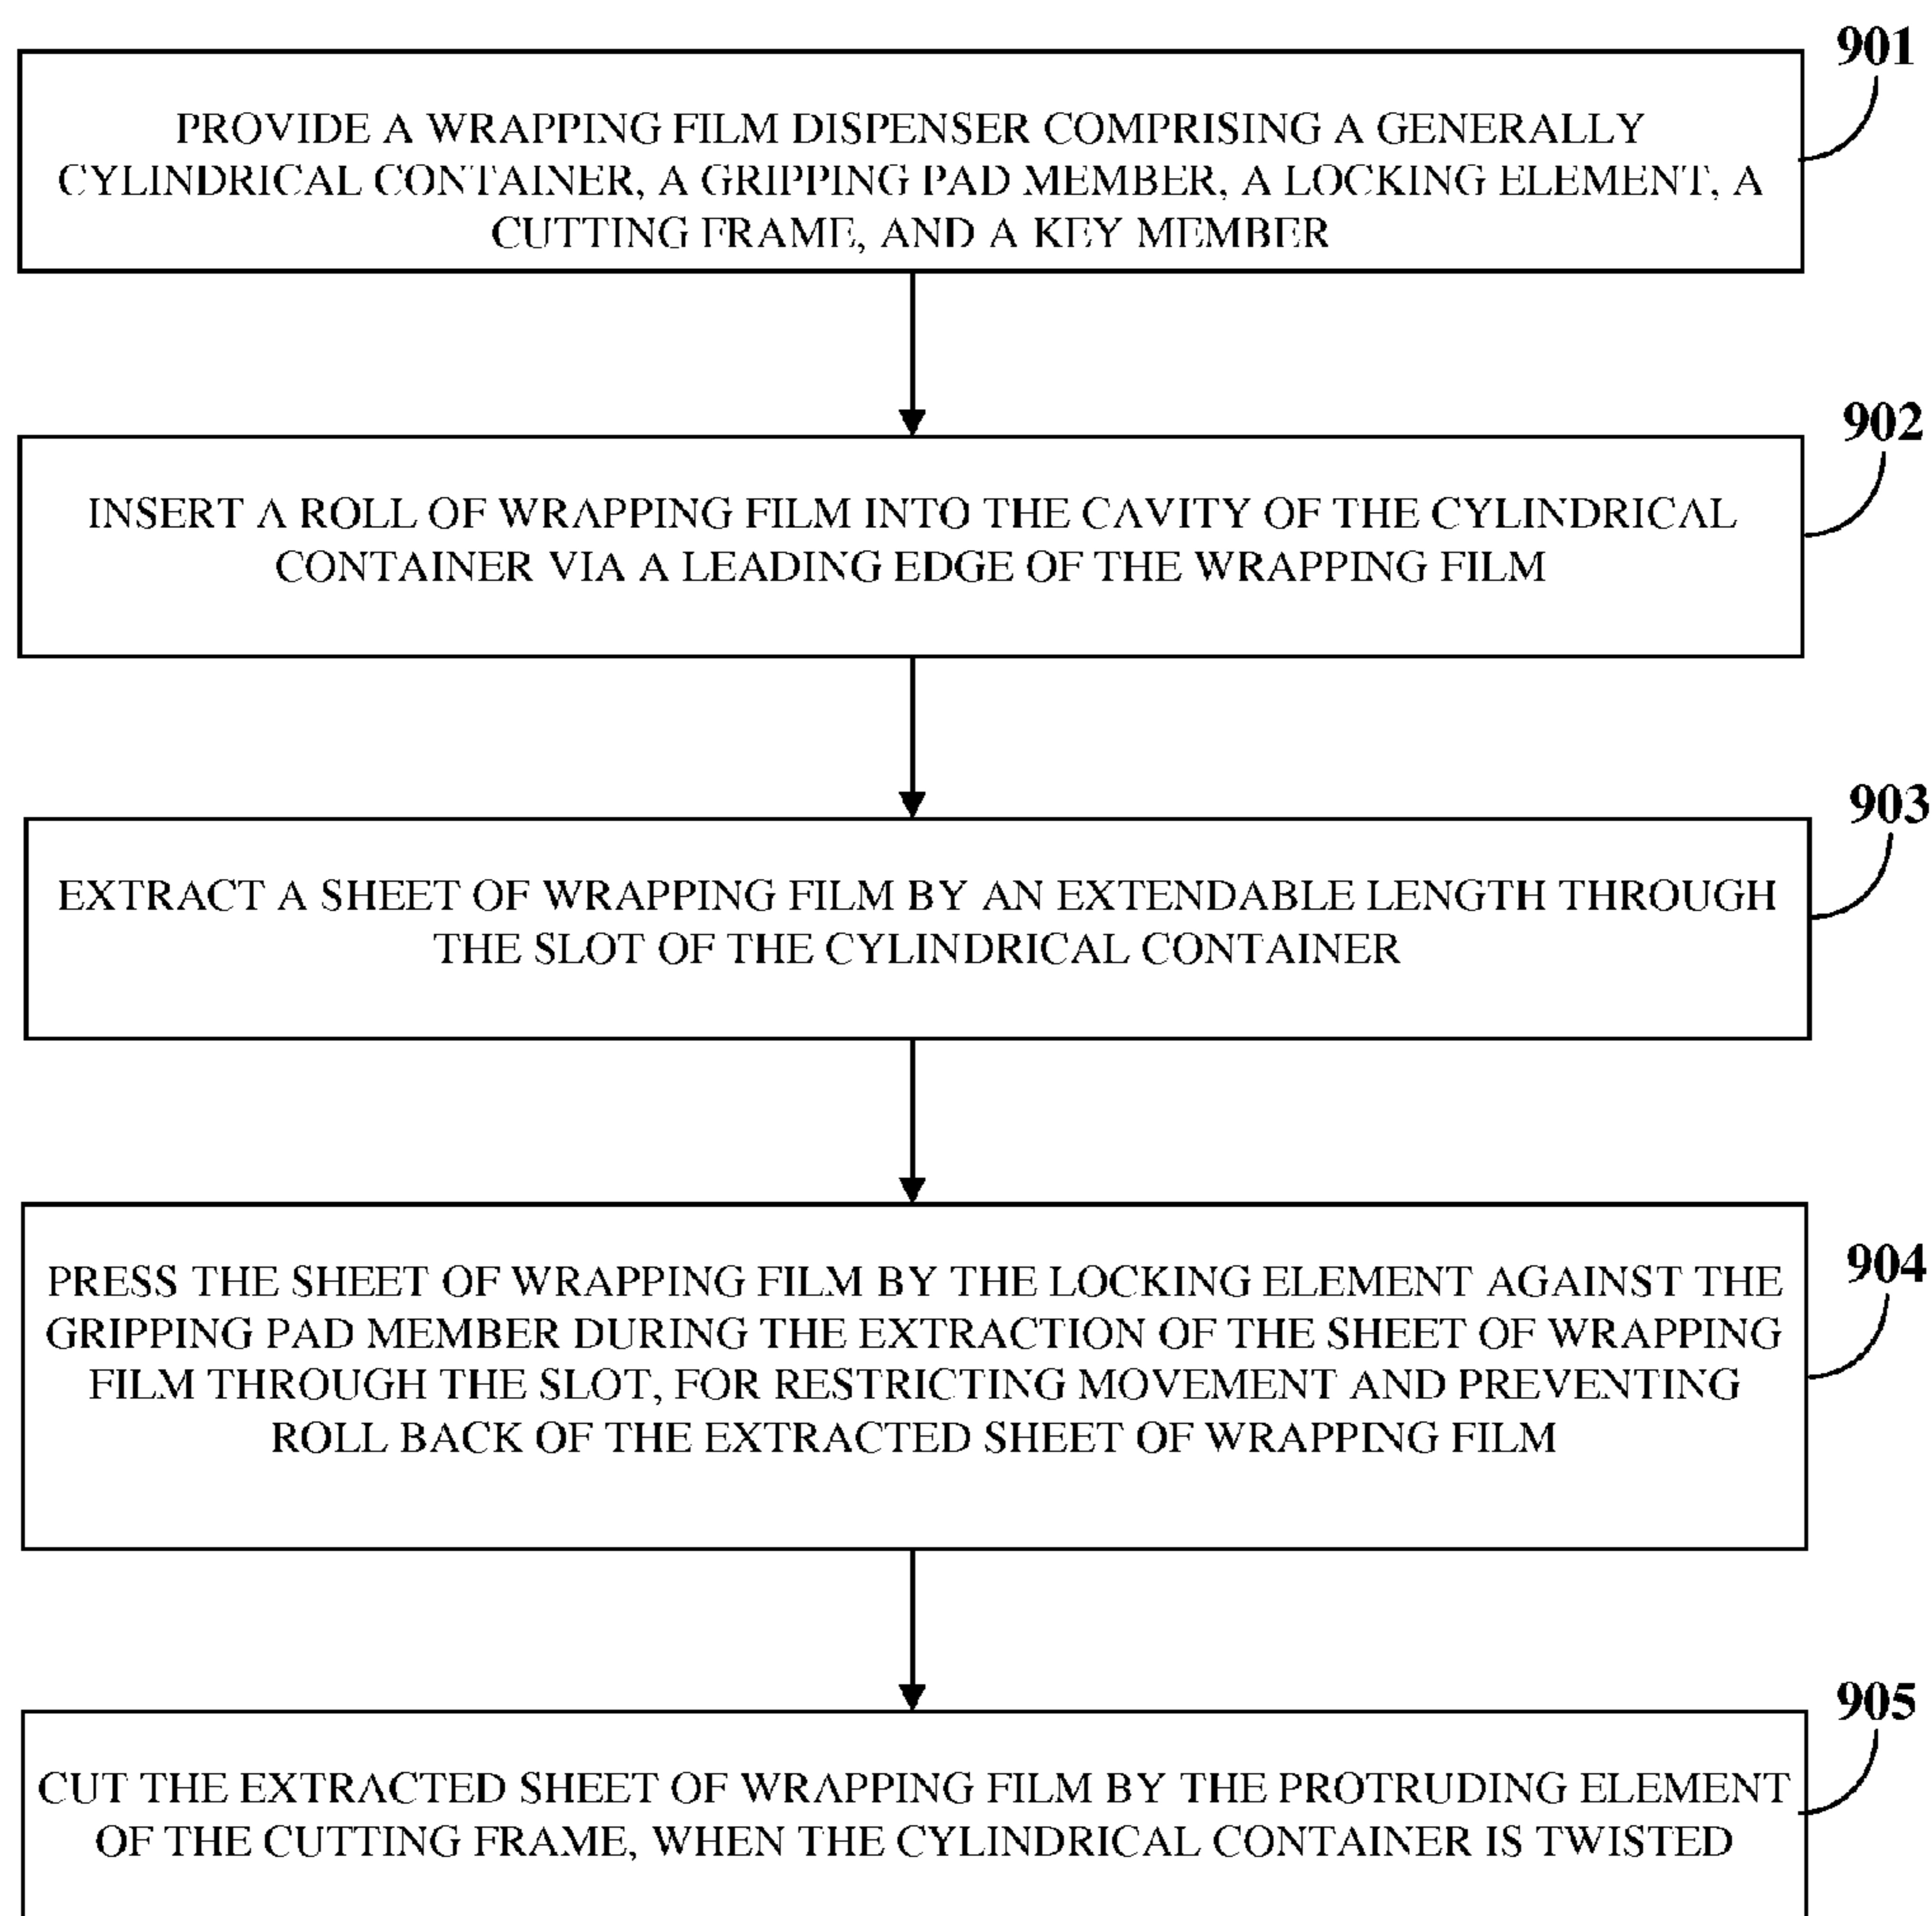 901
PROVIDE A WRAPPING FILM DISPENSER COMPRISING A GENERALLY
CYLINDRICAL CONTAINER, A GRIPPING PAD MEMBER, A LOCKING ELEMENT, A
CUTTING FRAME, AND A KEY MEMBER
902
INSERT A ROLL OF WRAPPING FILM INTO THE CAVITY OF THE CYLINDRICAL
CONTAINER VIA A LEADING EDGE OF THE WRAPPING FILM
903
EXTRACT A SHEET OF WRAPPING FILM BY AN EXTENDABLE LENGTH THROUGH
THE SLOT OF THE CYLINDRICAL CONTAINER
904
PRESS THE SHEET OF WRAPPING FILM BY THE LOCKING ELEMENT AGAINST THE
GRIPPING PAD MEMBER DURING THE EXTRACTION OF THE SHEET OF WRAPPING
FILM THROUGH THE SLOT, FOR RESTRICTING MOVEMENT AND PREVENTING
ROLL BACK OF THE EXTRACTED SHEET OF WRAPPING FILM
905
CUT THE EXTRACTED SHEET OF WRAPPING FILM BY THE PROTRUDING ELEMENT
OF THE CUTTING FRAME, WHEN THE CYLINDRICAL CONTAINER IS TWISTED